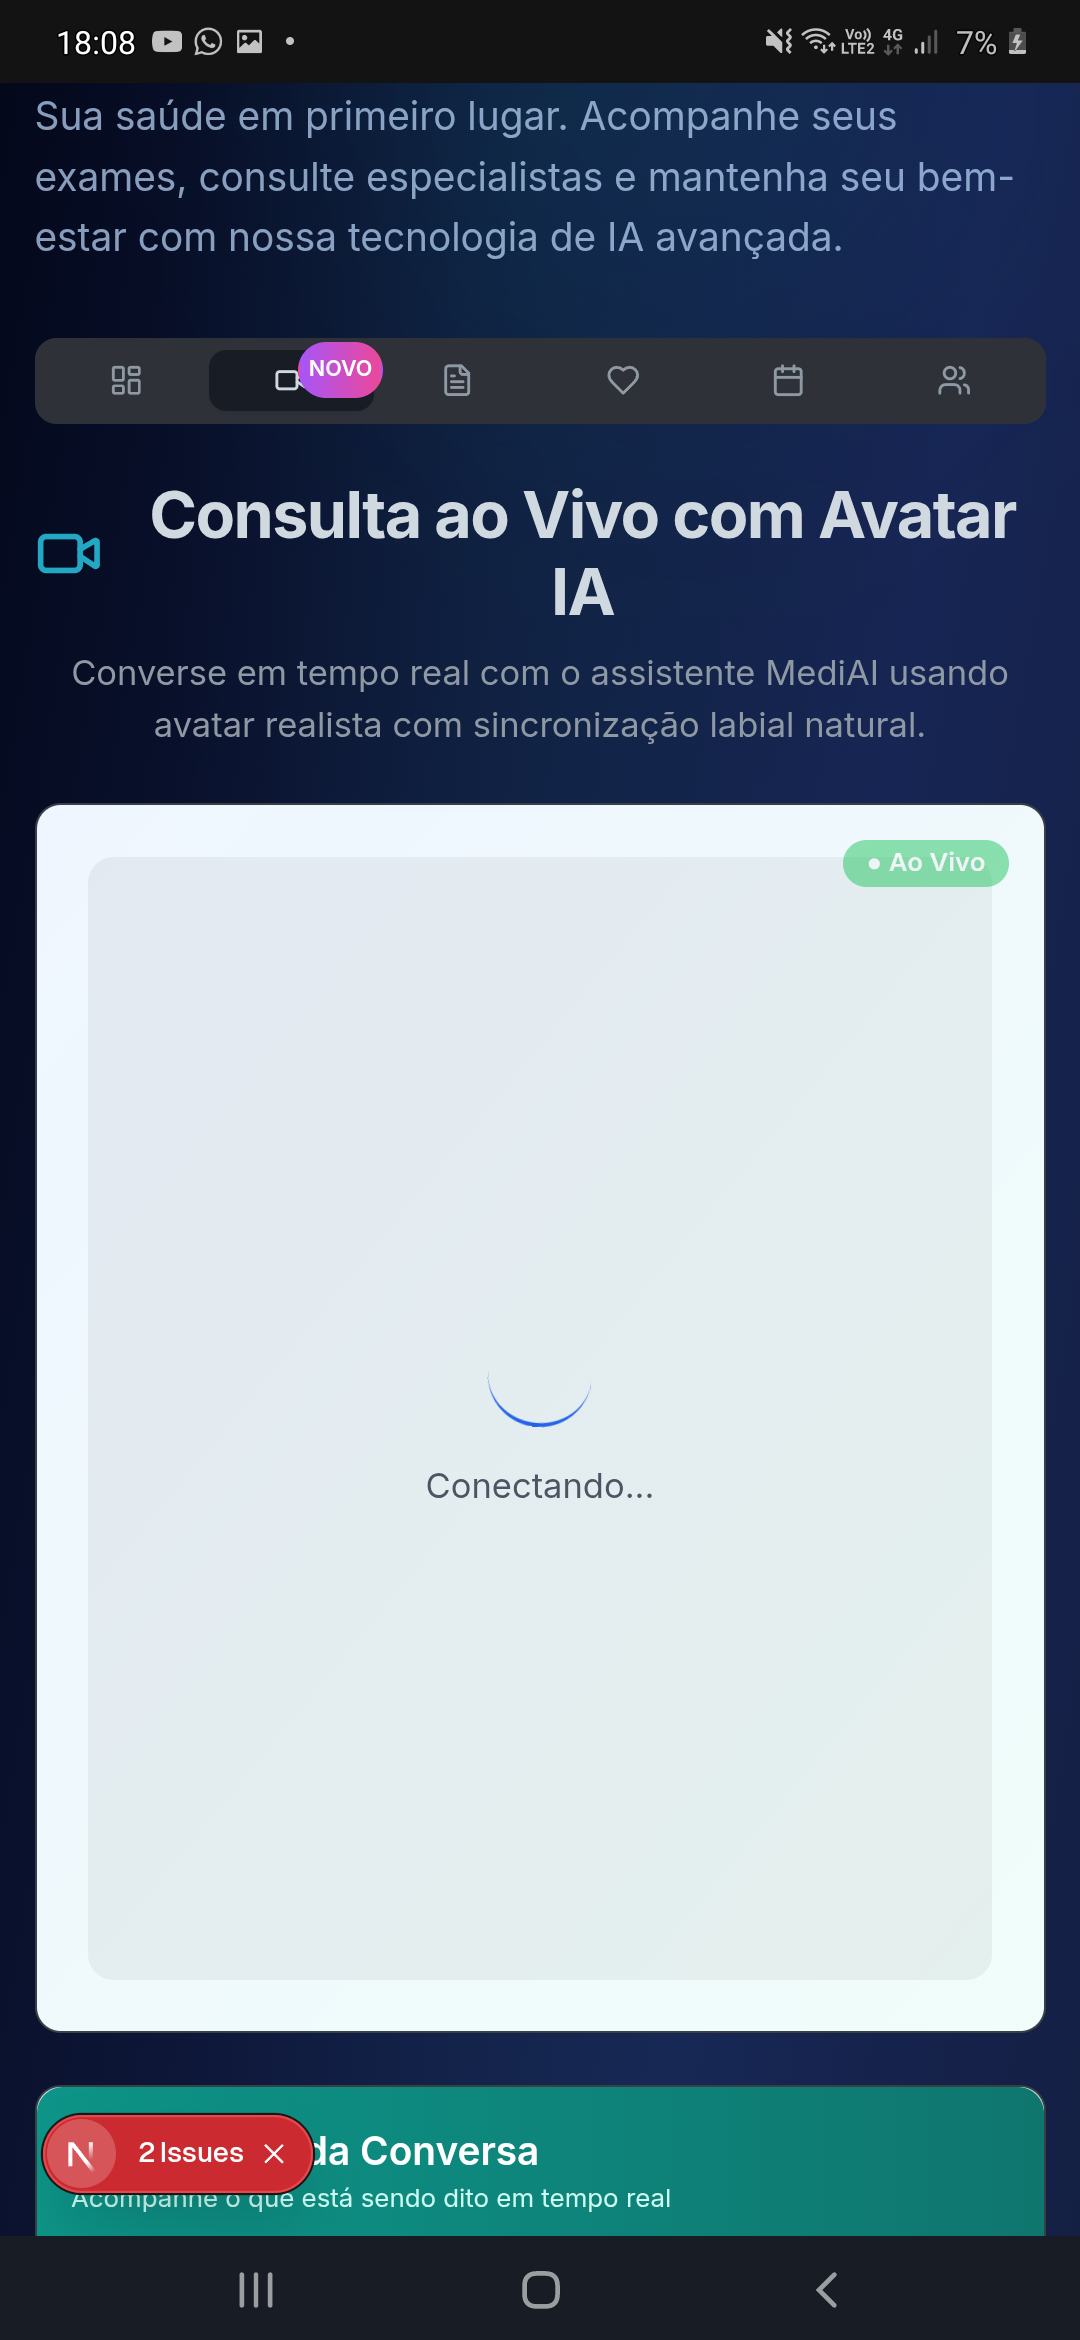 18:08
Vo))
LTE2
4G
7%
Sua saúde em primeiro lugar. Acompanhe seus
exames, consulte especialistas e mantenha seu bem-
estar com nossa tecnologia de IA avançada.
NOVO
Consulta ao Vivo com Avatar
IA
Converse em tempo real com o assistente MediAI usando
avatar realista com sincronização labial natural.
Ao Vivo
Conectando...
N 2 Issues
da Conversa
Acompanhe o que está sendo dito em tempo real